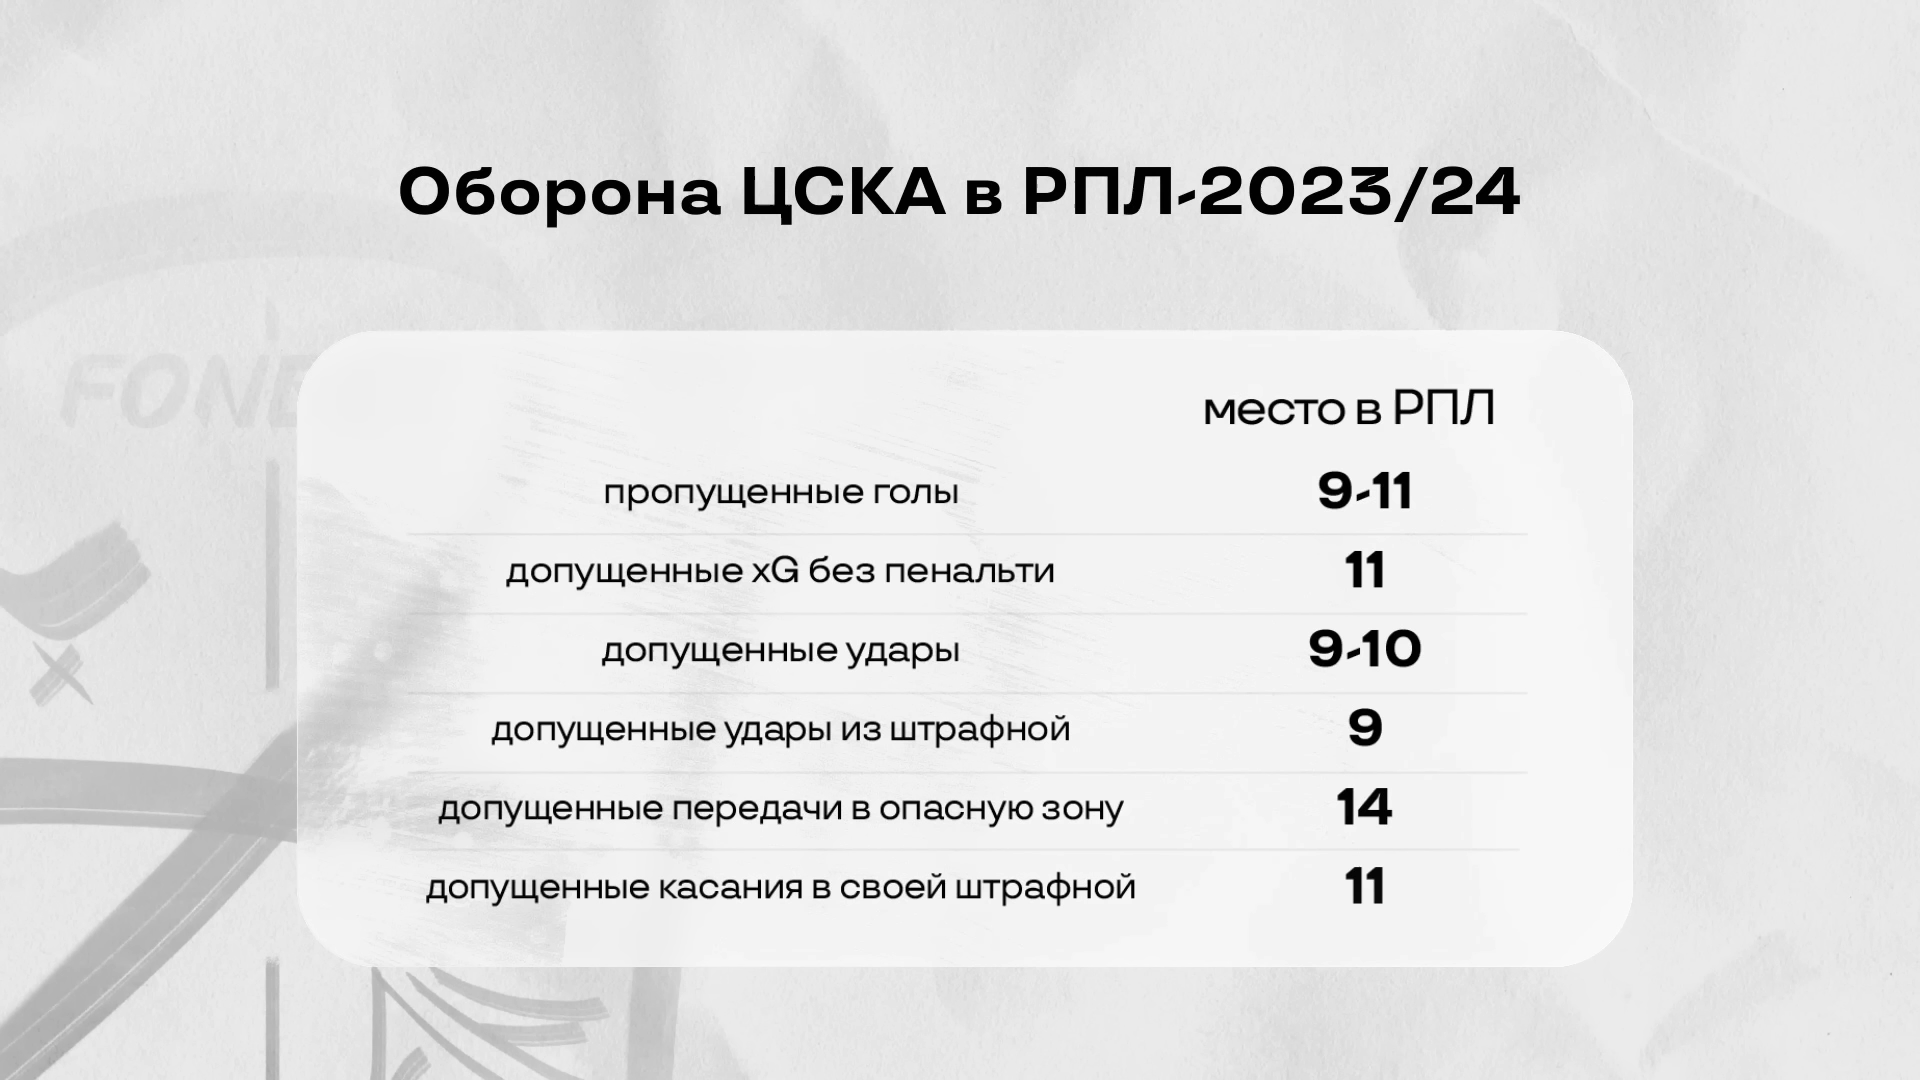 Оборона ЦСКА в РПЛ-2023/24
место в РПЛ
пропущенные голы 9-11
допущенные xG без пенальти 11
допущенные удары 9-10
допущенные удары из штрафной 9
допущенные передачи в опасную зону 14
допущенные касания в своей штрафной 11